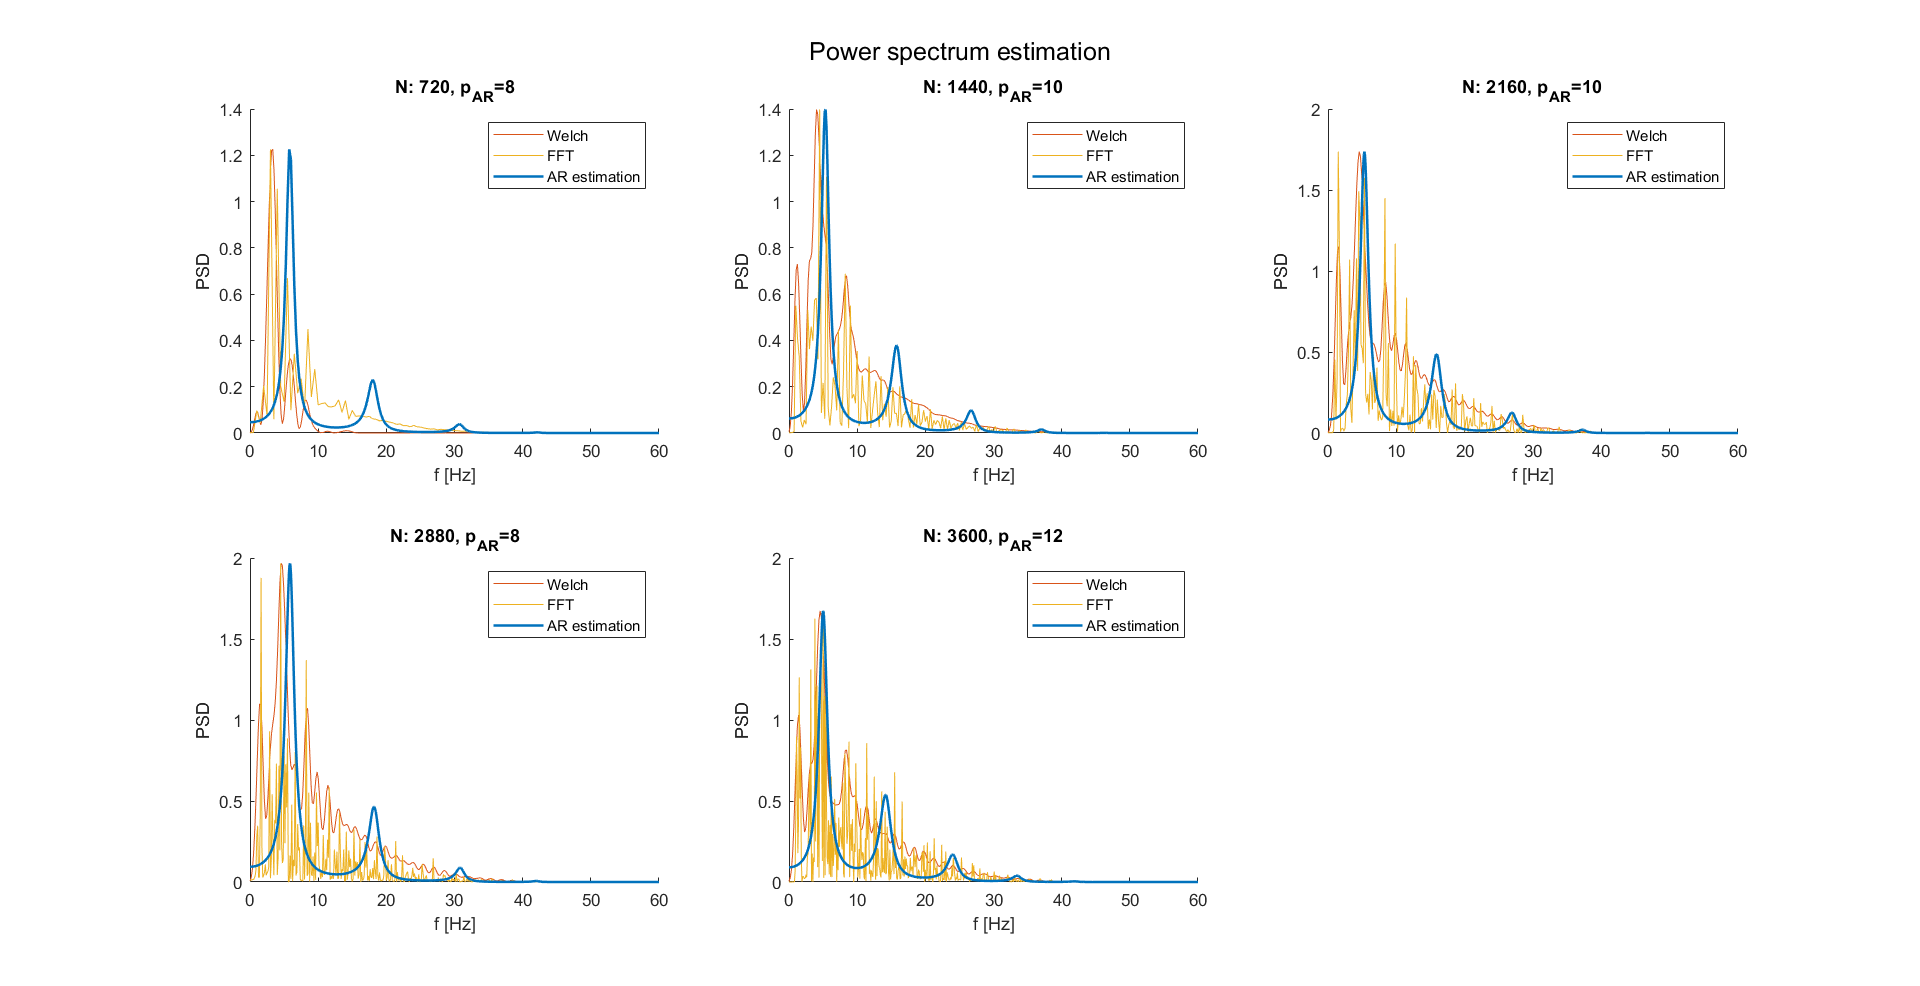 Power spectrum estimation
N: 720, pAR=8
1.4
1.2
1
0.8
0.6
0.4
0.2
0
PSD
Welch
FFT
AR estimation
0 10 20 30 40 50 60
f [Hz]
N: 1440, pAR=10
1.4
1.2
1
0.8
0.6
0.4
0.2
0
PSD
Welch
FFT
AR estimation
0 10 20 30 40 50 60
f [Hz]
N: 2160, pAR=10
2
1.5
1
0.5
0
PSD
Welch
FFT
AR estimation
0 10 20 30 40 50 60
f [Hz]
N: 2880, pAR=8
2
1.5
1
0.5
0
PSD
Welch
FFT
AR estimation
0 10 20 30 40 50 60
f [Hz]
N: 3600, pAR=12
2
1.5
1
0.5
0
PSD
Welch
FFT
AR estimation
0 10 20 30 40 50 60
f [Hz]